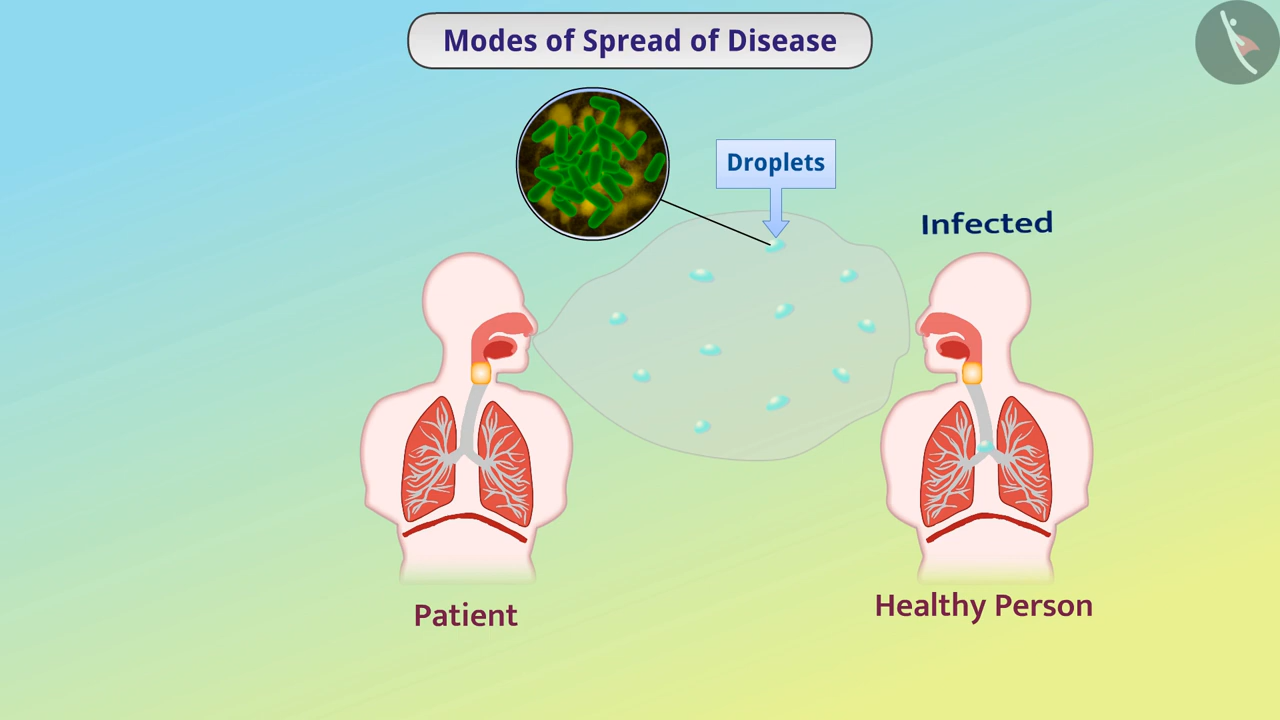 Modes of Spread of Disease
Droplets
Infected
Patient
Healthy Person